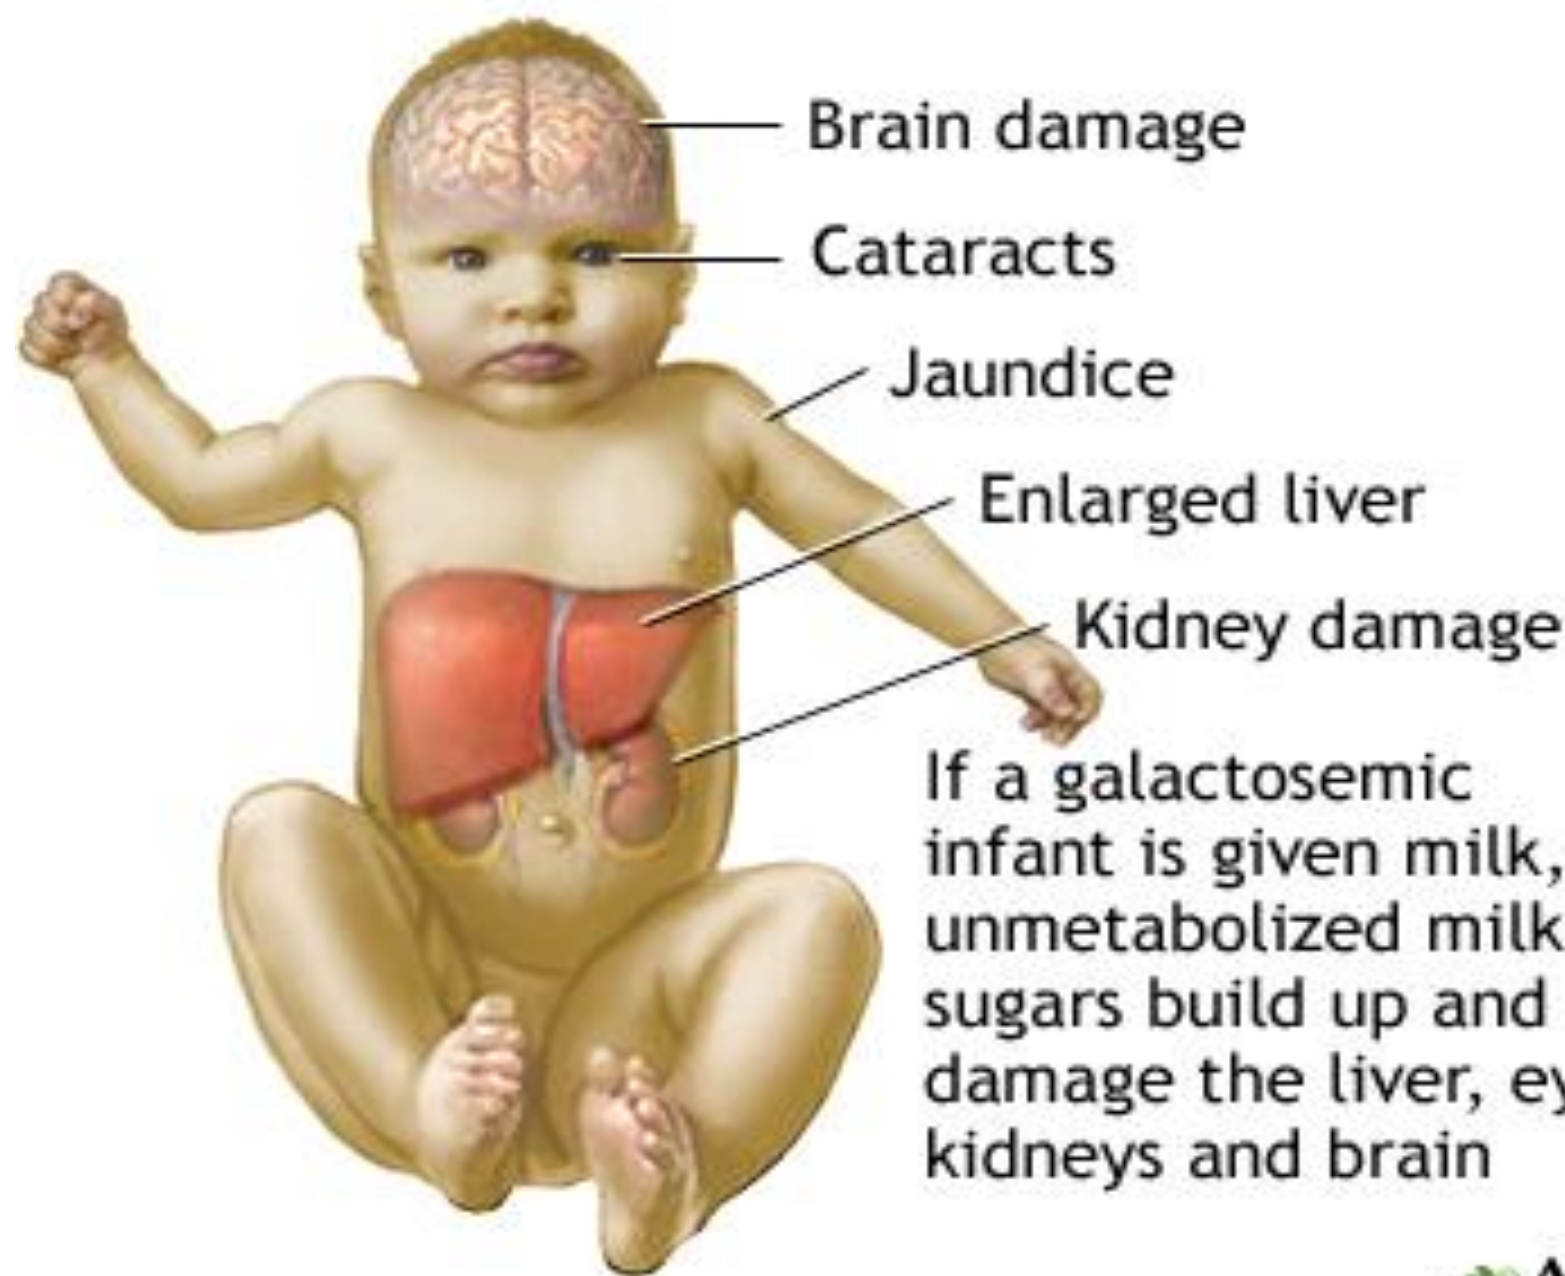 Brain damage
Cataracts
Jaundice
Enlarged liver
Kidney damage
If a galactosemic
infant is given milk,
unmetabolized milk
sugars build up and
damage the liver,
kidneys and brain